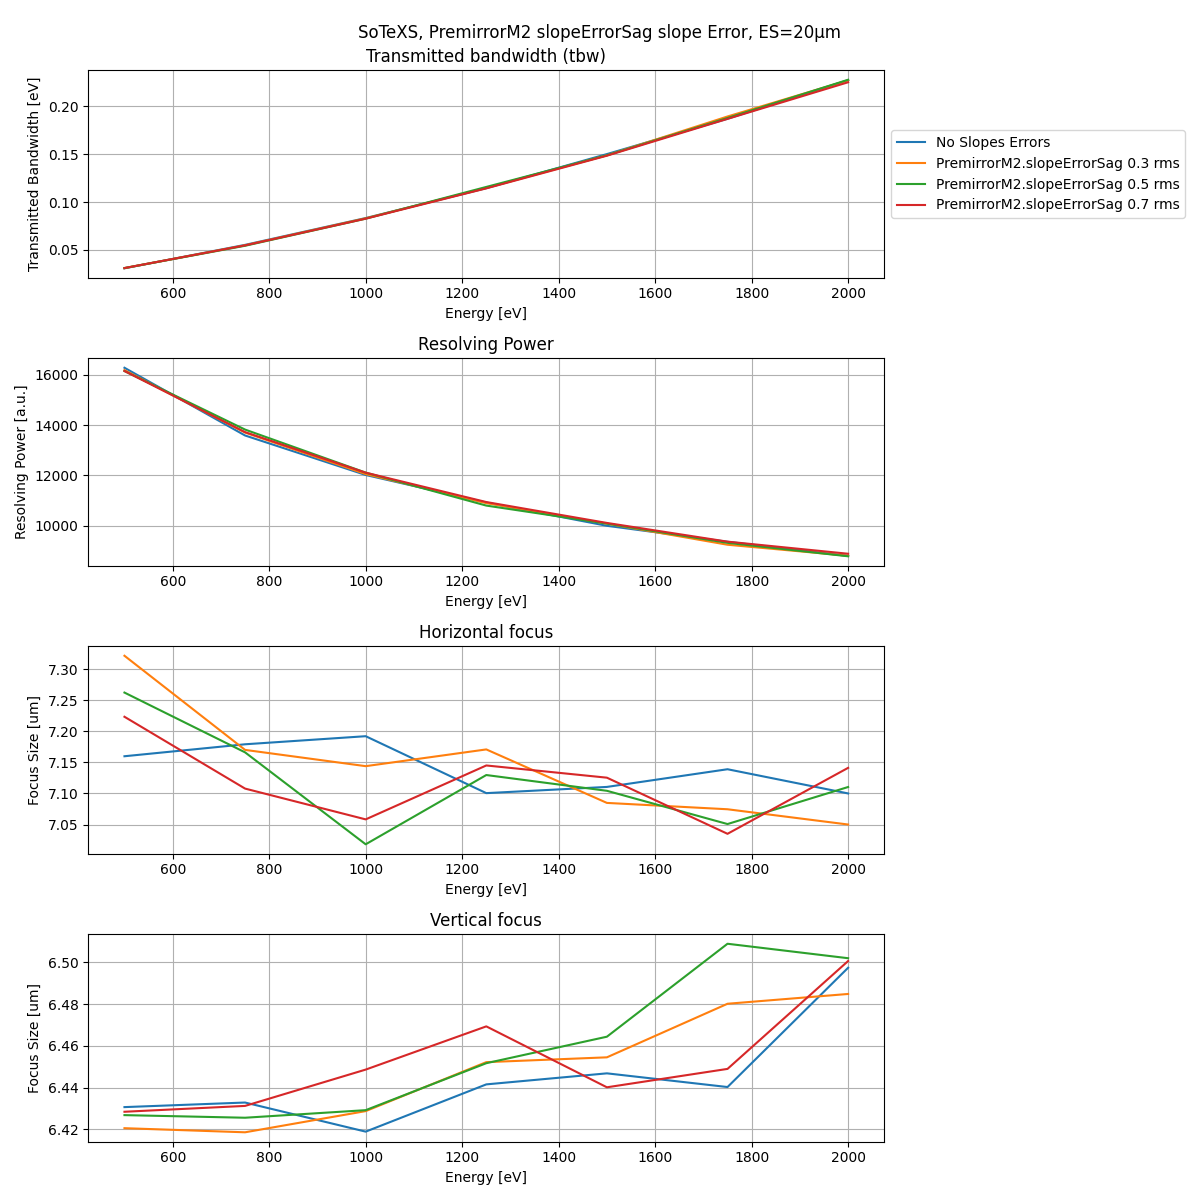 SoTeXS, PremirrorM2 slopeErrorSag slope Error, ES=20μm
Transmitted bandwidth (tbw)
Transmitted Bandwidth [eV]
0.20
0.15
0.10
0.05
600 800 1000 1200 1400 1600 1800 2000
Energy [eV]
No Slopes Errors
PremirrorM2.slopeErrorSag 0.3 rms
PremirrorM2.slopeErrorSag 0.5 rms
PremirrorM2.slopeErrorSag 0.7 rms
Resolving Power
Resolving Power [a.u.]
16000
14000
12000
10000
600 800 1000 1200 1400 1600 1800 2000
Energy [eV]
Horizontal focus
Focus Size [um]
7.30
7.25
7.20
7.15
7.10
7.05
600 800 1000 1200 1400 1600 1800 2000
Energy [eV]
Vertical focus
Focus Size [um]
6.50
6.48
6.46
6.44
6.42
600 800 1000 1200 1400 1600 1800 2000
Energy [eV]